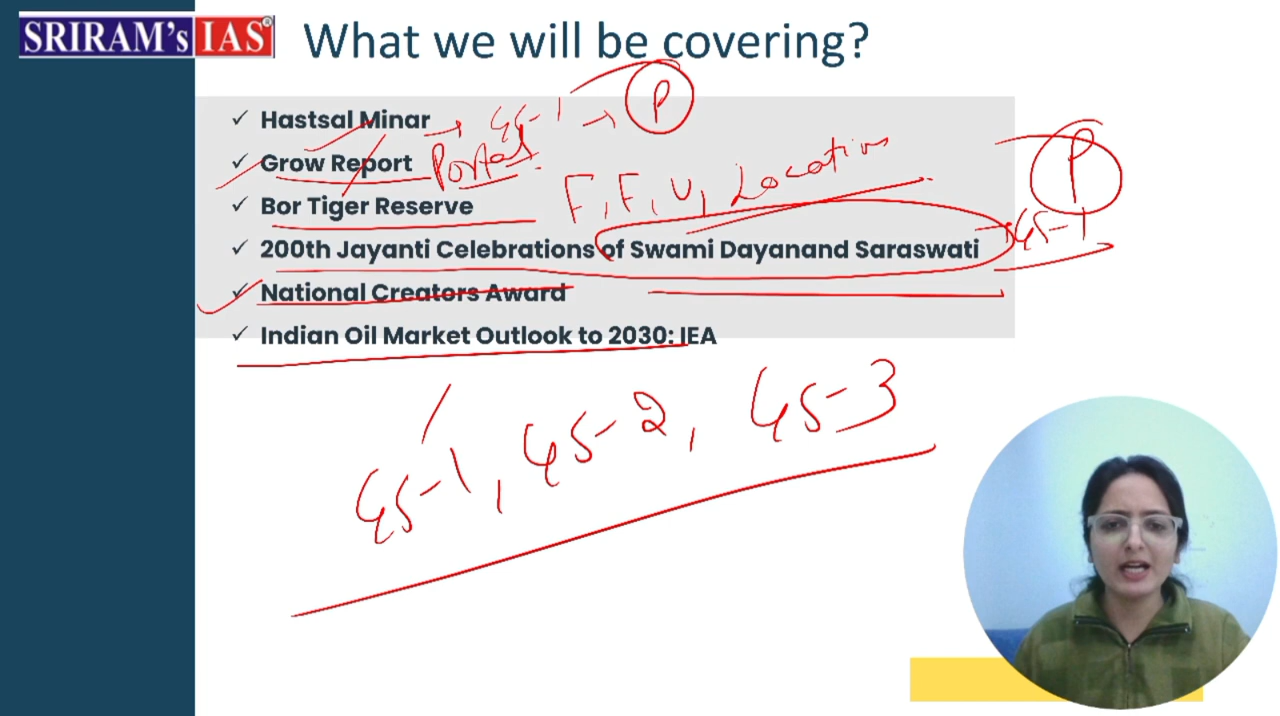 SRIRAM's IAS ®
What we will be covering?
✓ Hastsal Minar → GS-1 → P
✓ Grow Report Portal
F, F, V, Location
P
✓ Bor Tiger Reserve
✓ 200th Jayanti Celebrations of Swami Dayanand Saraswati → GS-1
✓ National Creators Award
✓ Indian Oil Market Outlook to 2030: IEA
GS-1, GS-2, GS-3